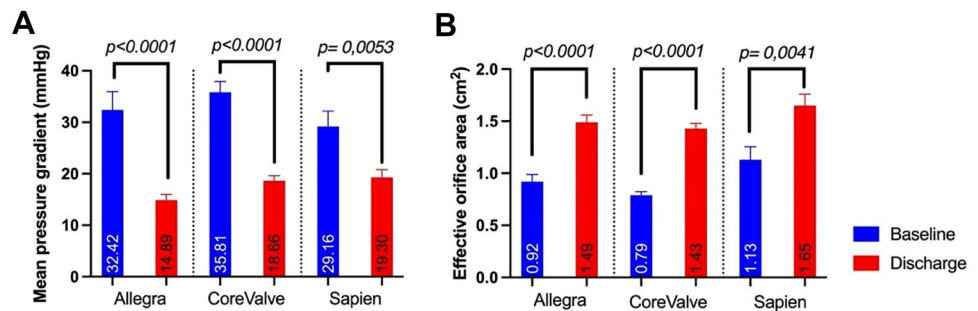 A
p<0.0001 p<0.0001 p= 0,0053
Mean pressure gradient (mmHg)
40
30
20
10
0
32.42 14.89 35.81 18.66 29.16 19.30
Allegra CoreValve Sapien
B
p<0.0001 p<0.0001 p= 0,0041
Effective orifice area (cm²)
2.0
1.5
1.0
0.5
0.0
0.92 1.49 0.79 1.43 1.13 1.65
Allegra CoreValve Sapien
Baseline
Discharge